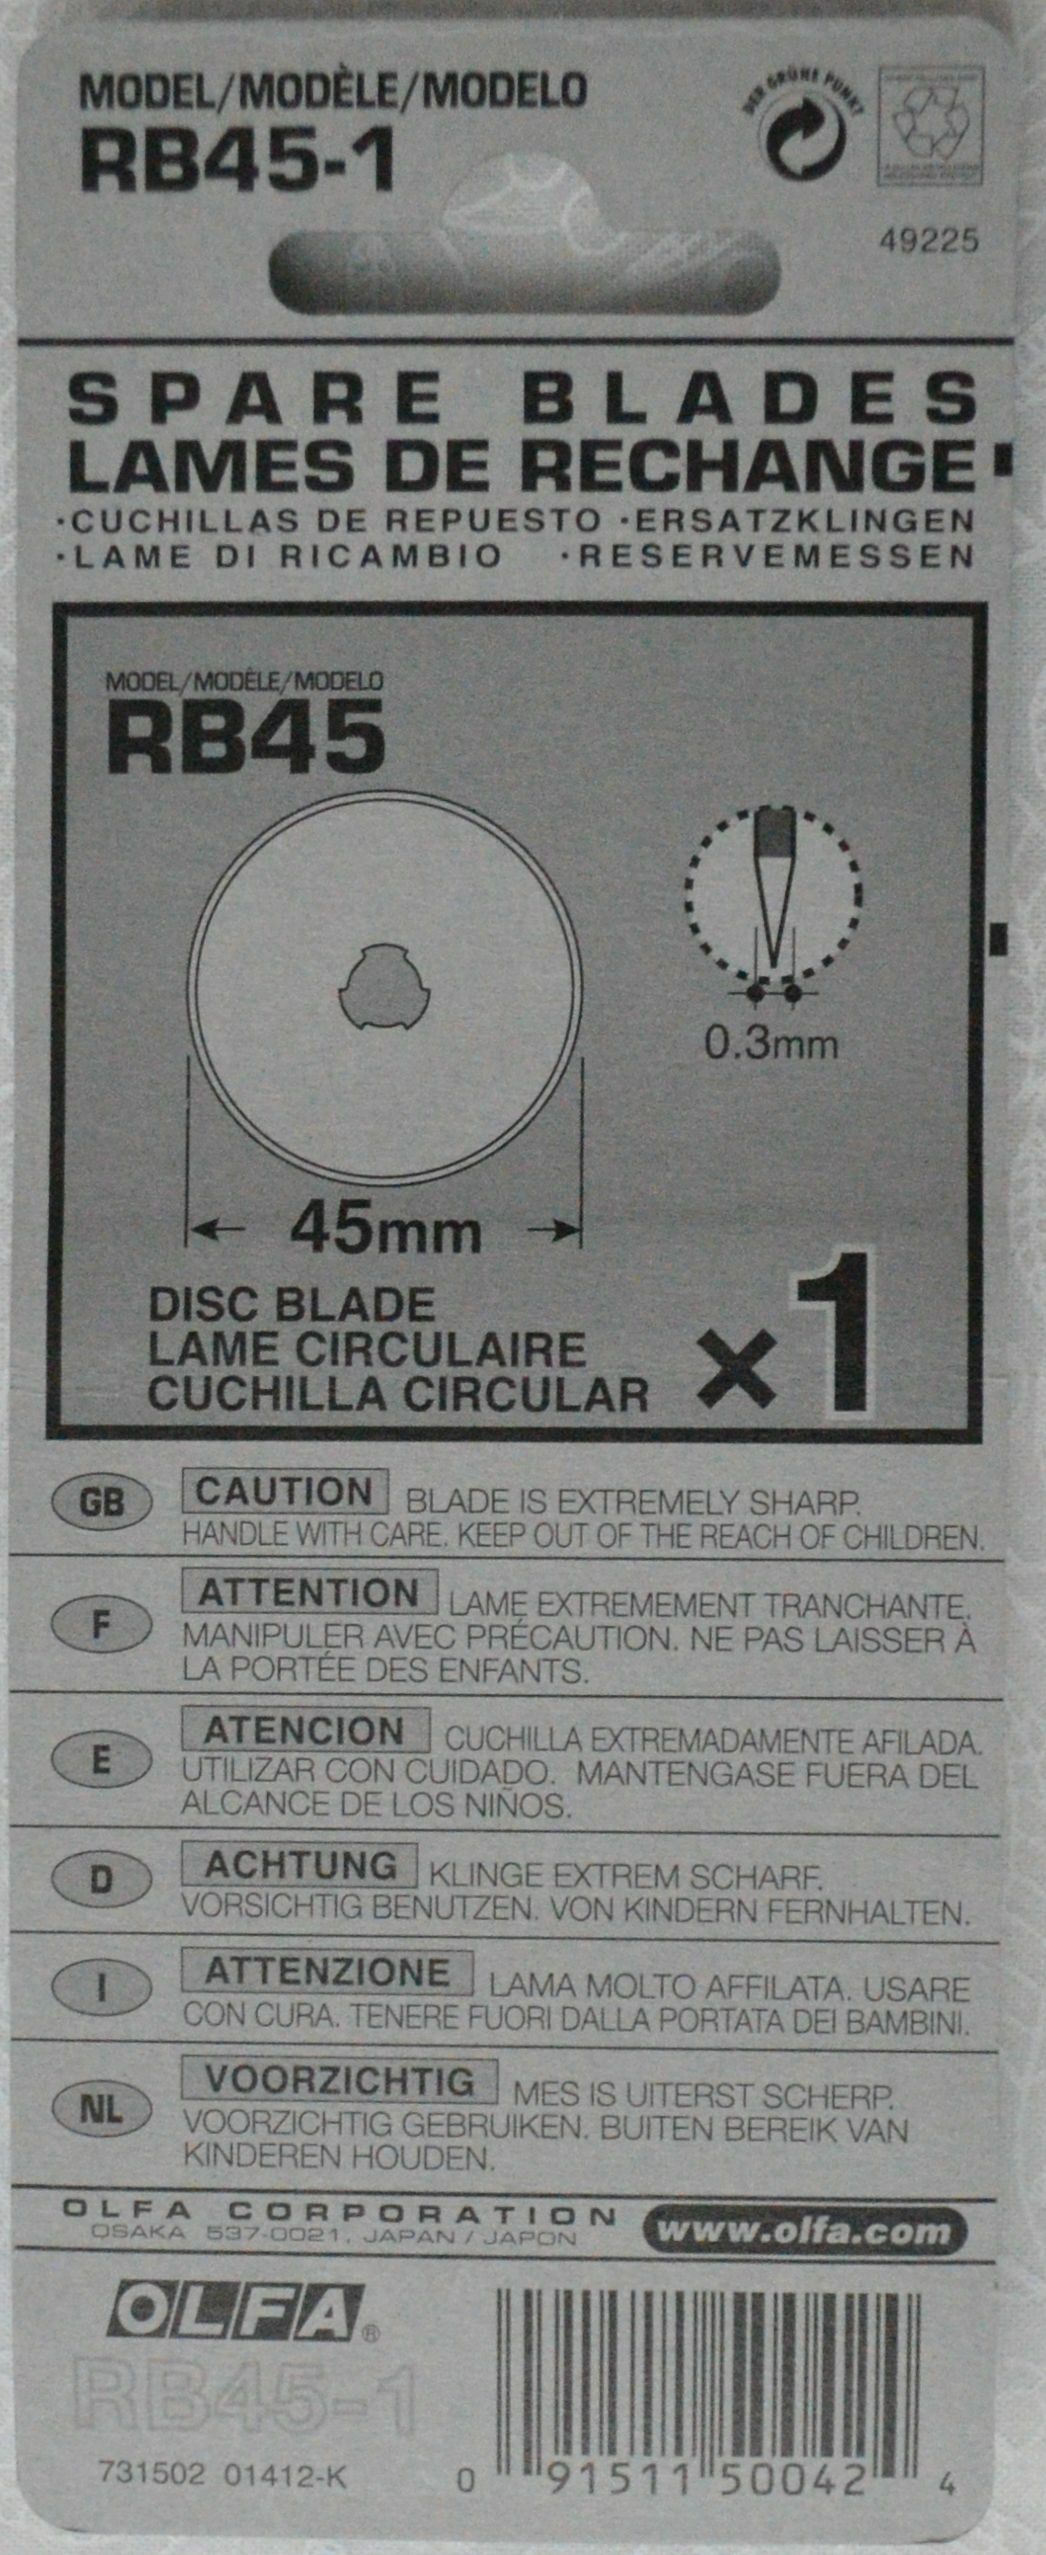 MODEL/MODÈLE/MODELO
RB45-1
DER GRÜNE PUNKT
49225
SPARE BLADES
LAMES DE RECHANGE
·CUCHILLAS DE REPUESTO ·ERSATZKLINGEN
·LAME DI RICAMBIO ·RESERVEMESSEN
MODEL/MODÈLE/MODELO
RB45
0.3mm
45mm
DISC BLADE
LAME CIRCULAIRE
CUCHILLA CIRCULAR
×1
GB CAUTION BLADE IS EXTREMELY SHARP.
HANDLE WITH CARE. KEEP OUT OF THE REACH OF CHILDREN.
F ATTENTION LAME EXTREMEMENT TRANCHANTE.
MANIPULER AVEC PRÉCAUTION. NE PAS LAISSER À
LA PORTÉE DES ENFANTS.
E ATENCION CUCHILLA EXTREMADAMENTE AFILADA.
UTILIZAR CON CUIDADO. MANTENGASE FUERA DEL
ALCANCE DE LOS NIÑOS.
D ACHTUNG KLINGE EXTREM SCHARF.
VORSICHTIG BENUTZEN. VON KINDERN FERNHALTEN.
I ATTENZIONE LAMA MOLTO AFFILATA. USARE
CON CURA. TENERE FUORI DALLA PORTATA DEI BAMBINI.
NL VOORZICHTIG MES IS UITERST SCHERP.
VOORZICHTIG GEBRUIKEN. BUITEN BEREIK VAN
KINDEREN HOUDEN.
OLFA CORPORATION
OSAKA 537-0021, JAPAN / JAPON
www.olfa.com
OLFA®
RB45-1
731502 01412-K
0 91511 50042 4